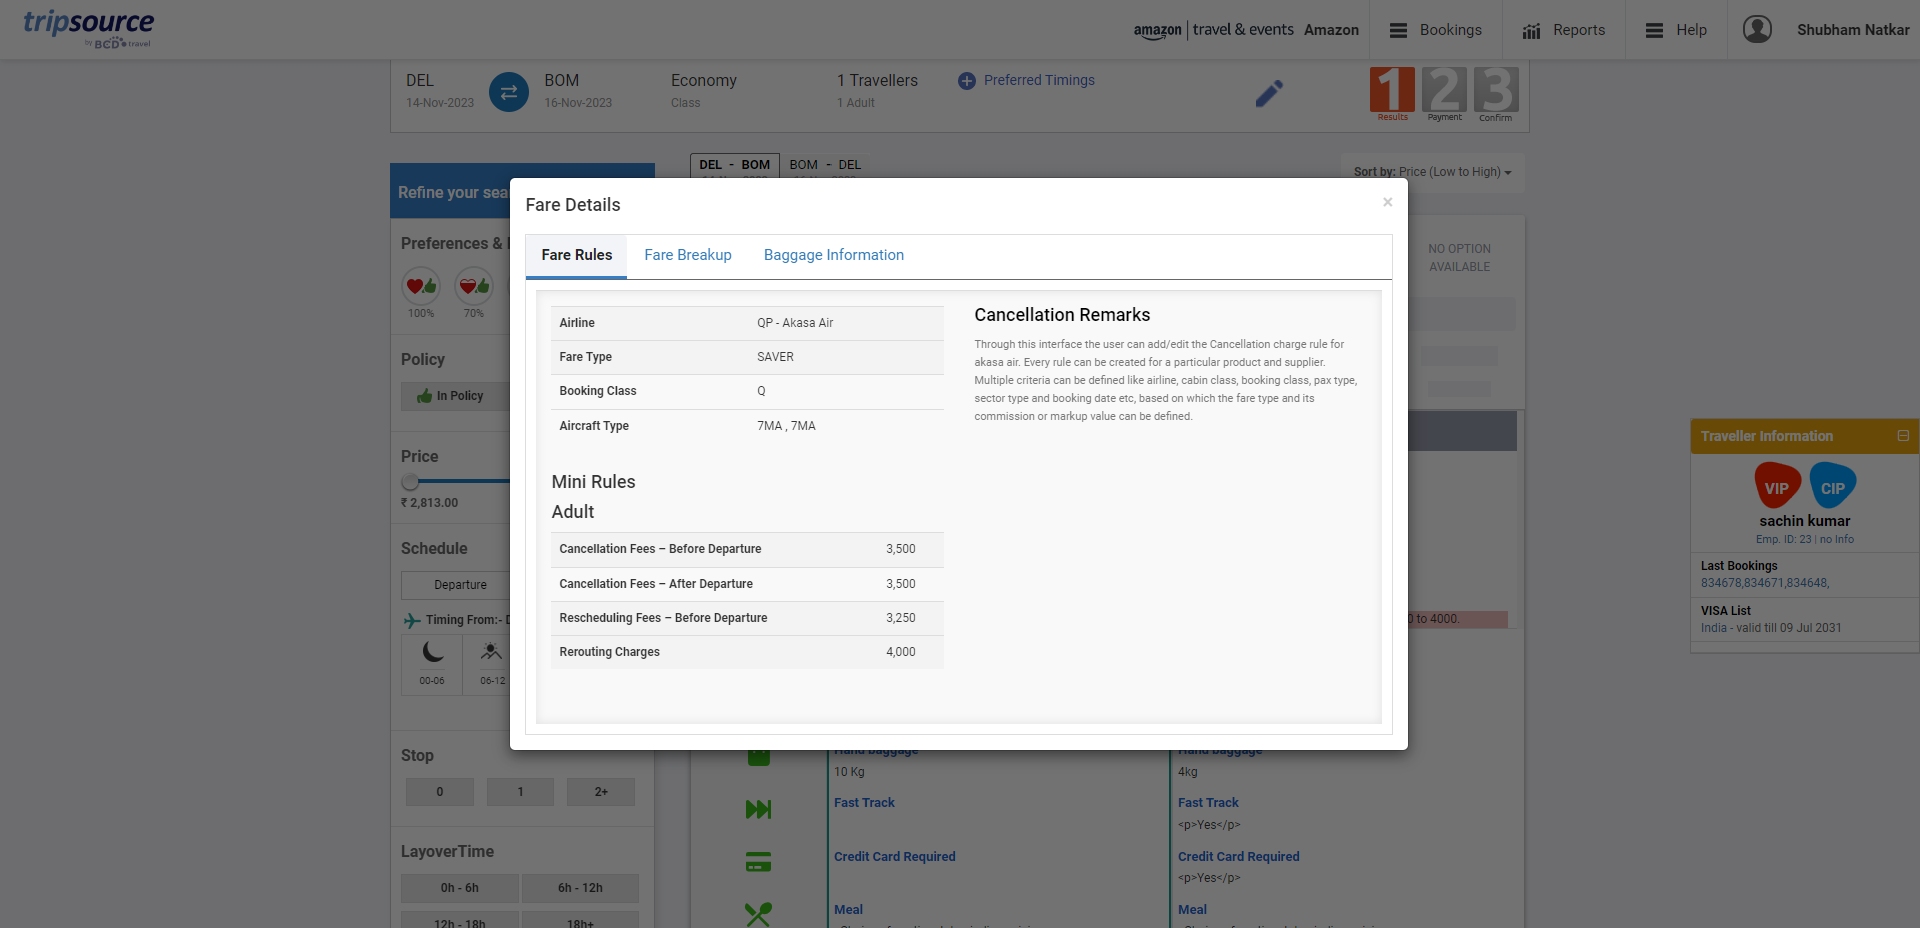 tripsource
by BCD travel
amazon | travel & events Amazon
Bookings
Reports
Help
Shubham Natkar
DEL
14-Nov-2023
BOM
16-Nov-2023
Economy
Class
1 Travellers
1 Adult
Preferred Timings
1 2 3
Results Payment Confirm
DEL - BOM
BOM - DEL
Sort by: Price (Low to High)
Refine your sea
Preferences &
100%
70%
Policy
In Policy
Price
₹ 2,813.00
Schedule
Departure
Timing From:-
00-06
06-12
Stop
0
1
2+
LayoverTime
0h - 6h
6h - 12h
12h - 18h
18h+
Fare Details
×
Fare Rules
Fare Breakup
Baggage Information
Airline QP - Akasa Air
Fare Type SAVER
Booking Class Q
Aircraft Type 7MA , 7MA
Mini Rules
Adult
Cancellation Fees – Before Departure 3,500
Cancellation Fees – After Departure 3,500
Rescheduling Fees – Before Departure 3,250
Rerouting Charges 4,000
Cancellation Remarks
Through this interface the user can add/edit the Cancellation charge rule for
akasa air. Every rule can be created for a particular product and supplier.
Multiple criteria can be defined like airline, cabin class, booking class, pax type,
sector type and booking date etc, based on which the fare type and its
commission or markup value can be defined.
NO OPTION
AVAILABLE
0 to 4000.
Hand Baggage
10 Kg
Fast Track
Credit Card Required
Meal
Hand Baggage
4kg
Fast Track
<p>Yes</p>
Credit Card Required
<p>Yes</p>
Meal
Traveller Information
VIP
CIP
sachin kumar
Emp. ID: 23 | no Info
Last Bookings
834678,834671,834648,
VISA List
India - valid till 09 Jul 2031